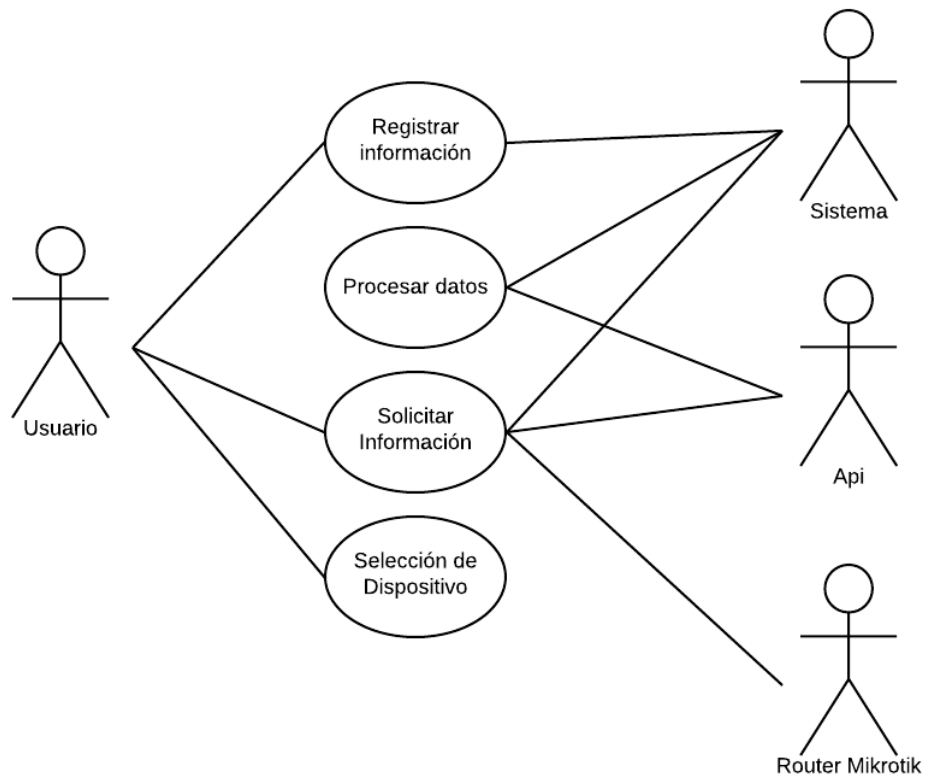 Registrar
información
Sistema
Procesar datos
Usuario
Solicitar
Información
Api
Selección de
Dispositivo
Router Mikrotik